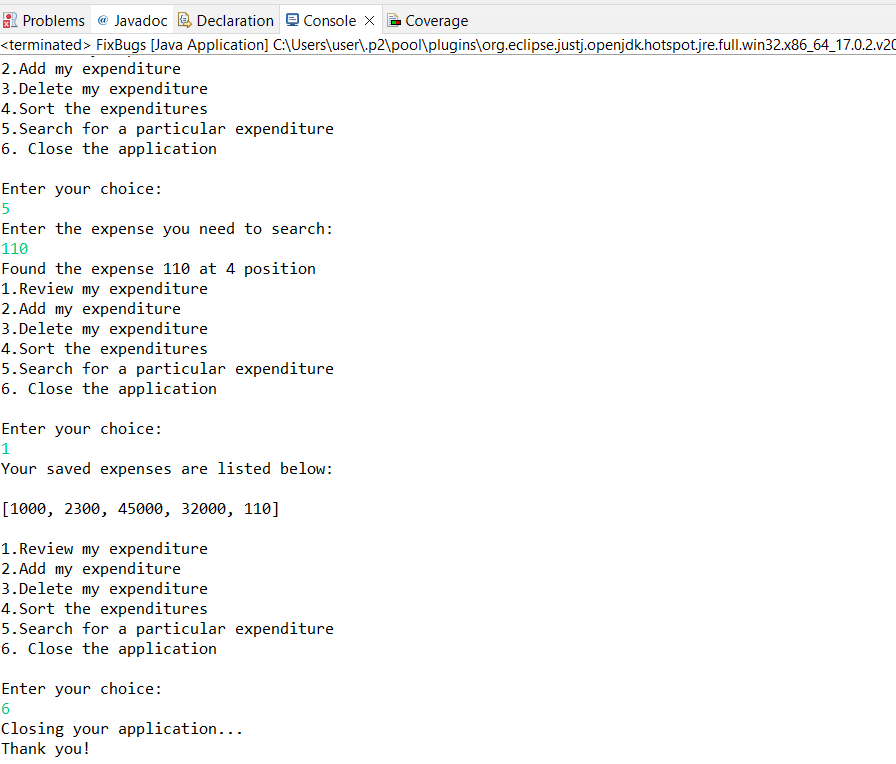 Problems @ Javadoc Declaration Console Coverage
<terminated> FixBugs [Java Application] C:\Users\user\.p2\pool\plugins\org.eclipse.justj.openjdk.hotspot.jre.full.win32.x86_64_17.0.2.v20
2.Add my expenditure
3.Delete my expenditure
4.Sort the expenditures
5.Search for a particular expenditure
6. Close the application
Enter your choice:
5
Enter the expense you need to search:
110
Found the expense 110 at 4 position
1.Review my expenditure
2.Add my expenditure
3.Delete my expenditure
4.Sort the expenditures
5.Search for a particular expenditure
6. Close the application
Enter your choice:
1
Your saved expenses are listed below:
[1000, 2300, 45000, 32000, 110]
1.Review my expenditure
2.Add my expenditure
3.Delete my expenditure
4.Sort the expenditures
5.Search for a particular expenditure
6. Close the application
Enter your choice:
6
Closing your application...
Thank you!